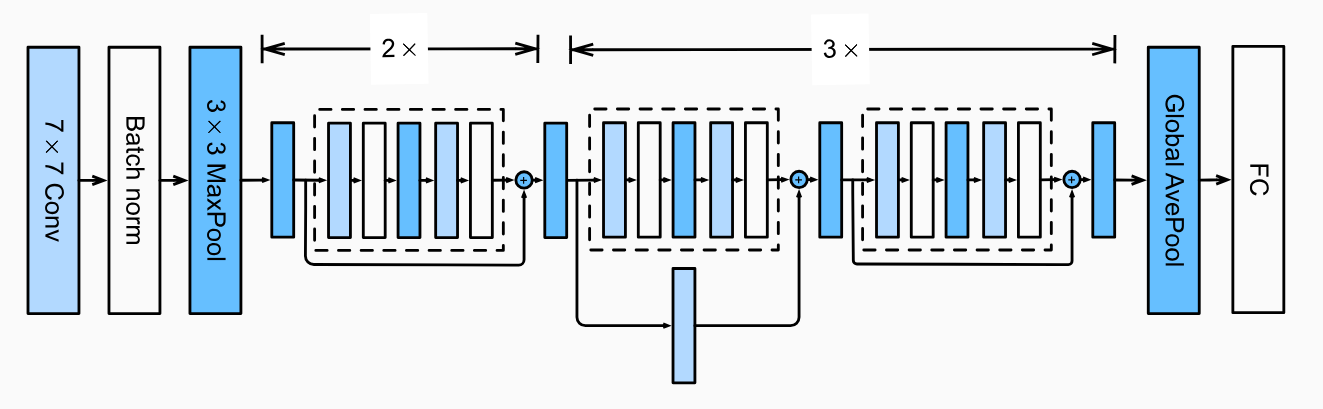 2 ×
3 ×
7 × 7 Conv
Batch norm
3 × 3 MaxPool
+
+
+
Global AvePool
FC